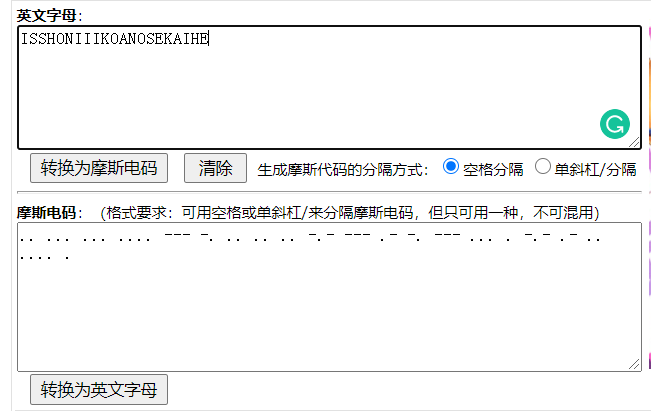 英文字母:
ISSHONIIIKOANOSEKAIHE
转换为摩斯电码 清除 生成摩斯代码的分隔方式: 空格分隔 单斜杠/分隔
摩斯电码: (格式要求: 可用空格或单斜杠/来分隔摩斯电码, 但只可用一种, 不可混用)
.. ... ... .... --- -. .. .. .. -.- --- .- -. --- ... . -.- .- ..
.... .
转换为英文字母